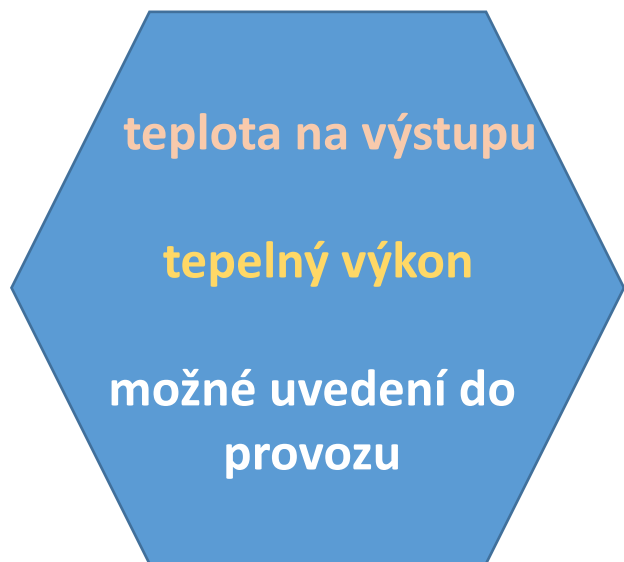 teplota na výstupu
tepelný výkon
možné uvedení do
provozu